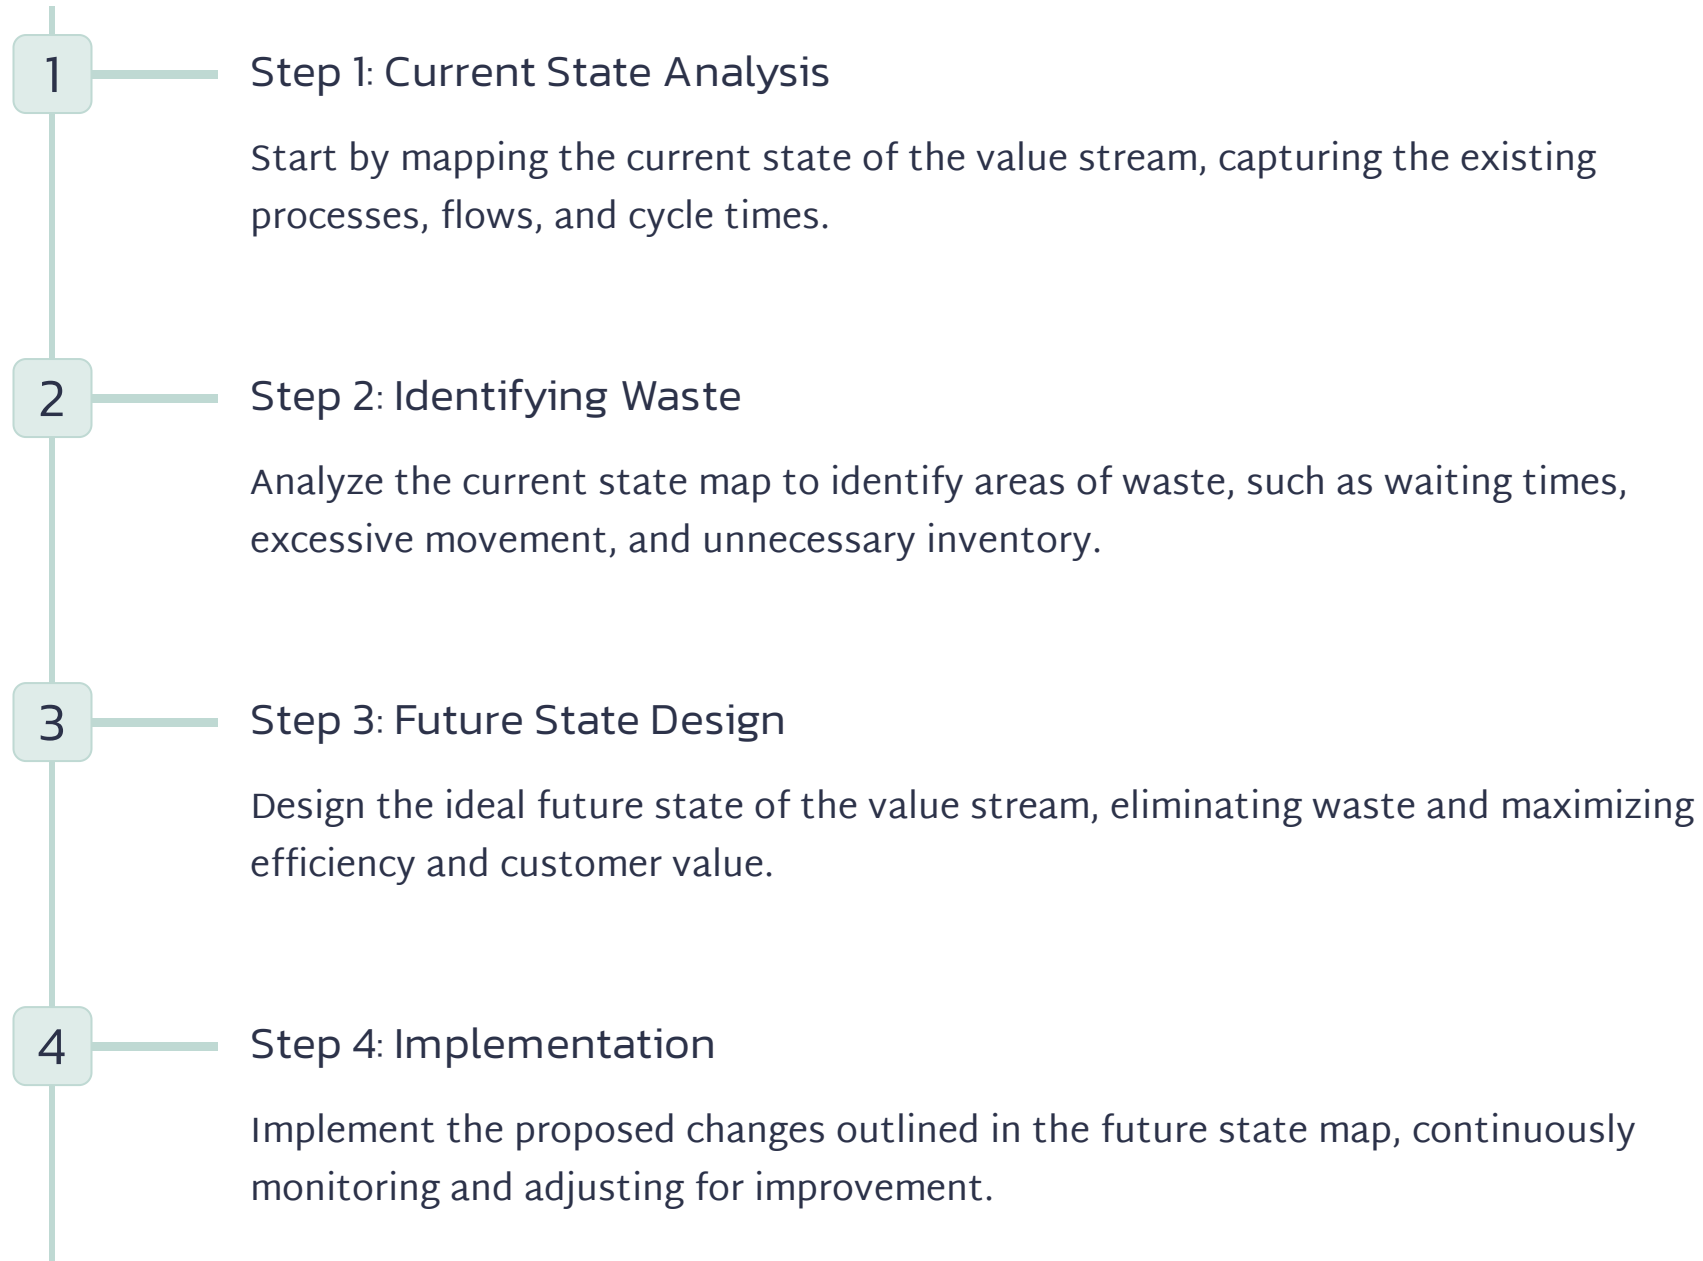 1
Step 1: Current State Analysis
Start by mapping the current state of the value stream, capturing the existing
processes, flows, and cycle times.
2
Step 2: Identifying Waste
Analyze the current state map to identify areas of waste, such as waiting times,
excessive movement, and unnecessary inventory.
3
Step 3: Future State Design
Design the ideal future state of the value stream, eliminating waste and maximizing
efficiency and customer value.
4
Step 4: Implementation
Implement the proposed changes outlined in the future state map, continuously
monitoring and adjusting for improvement.